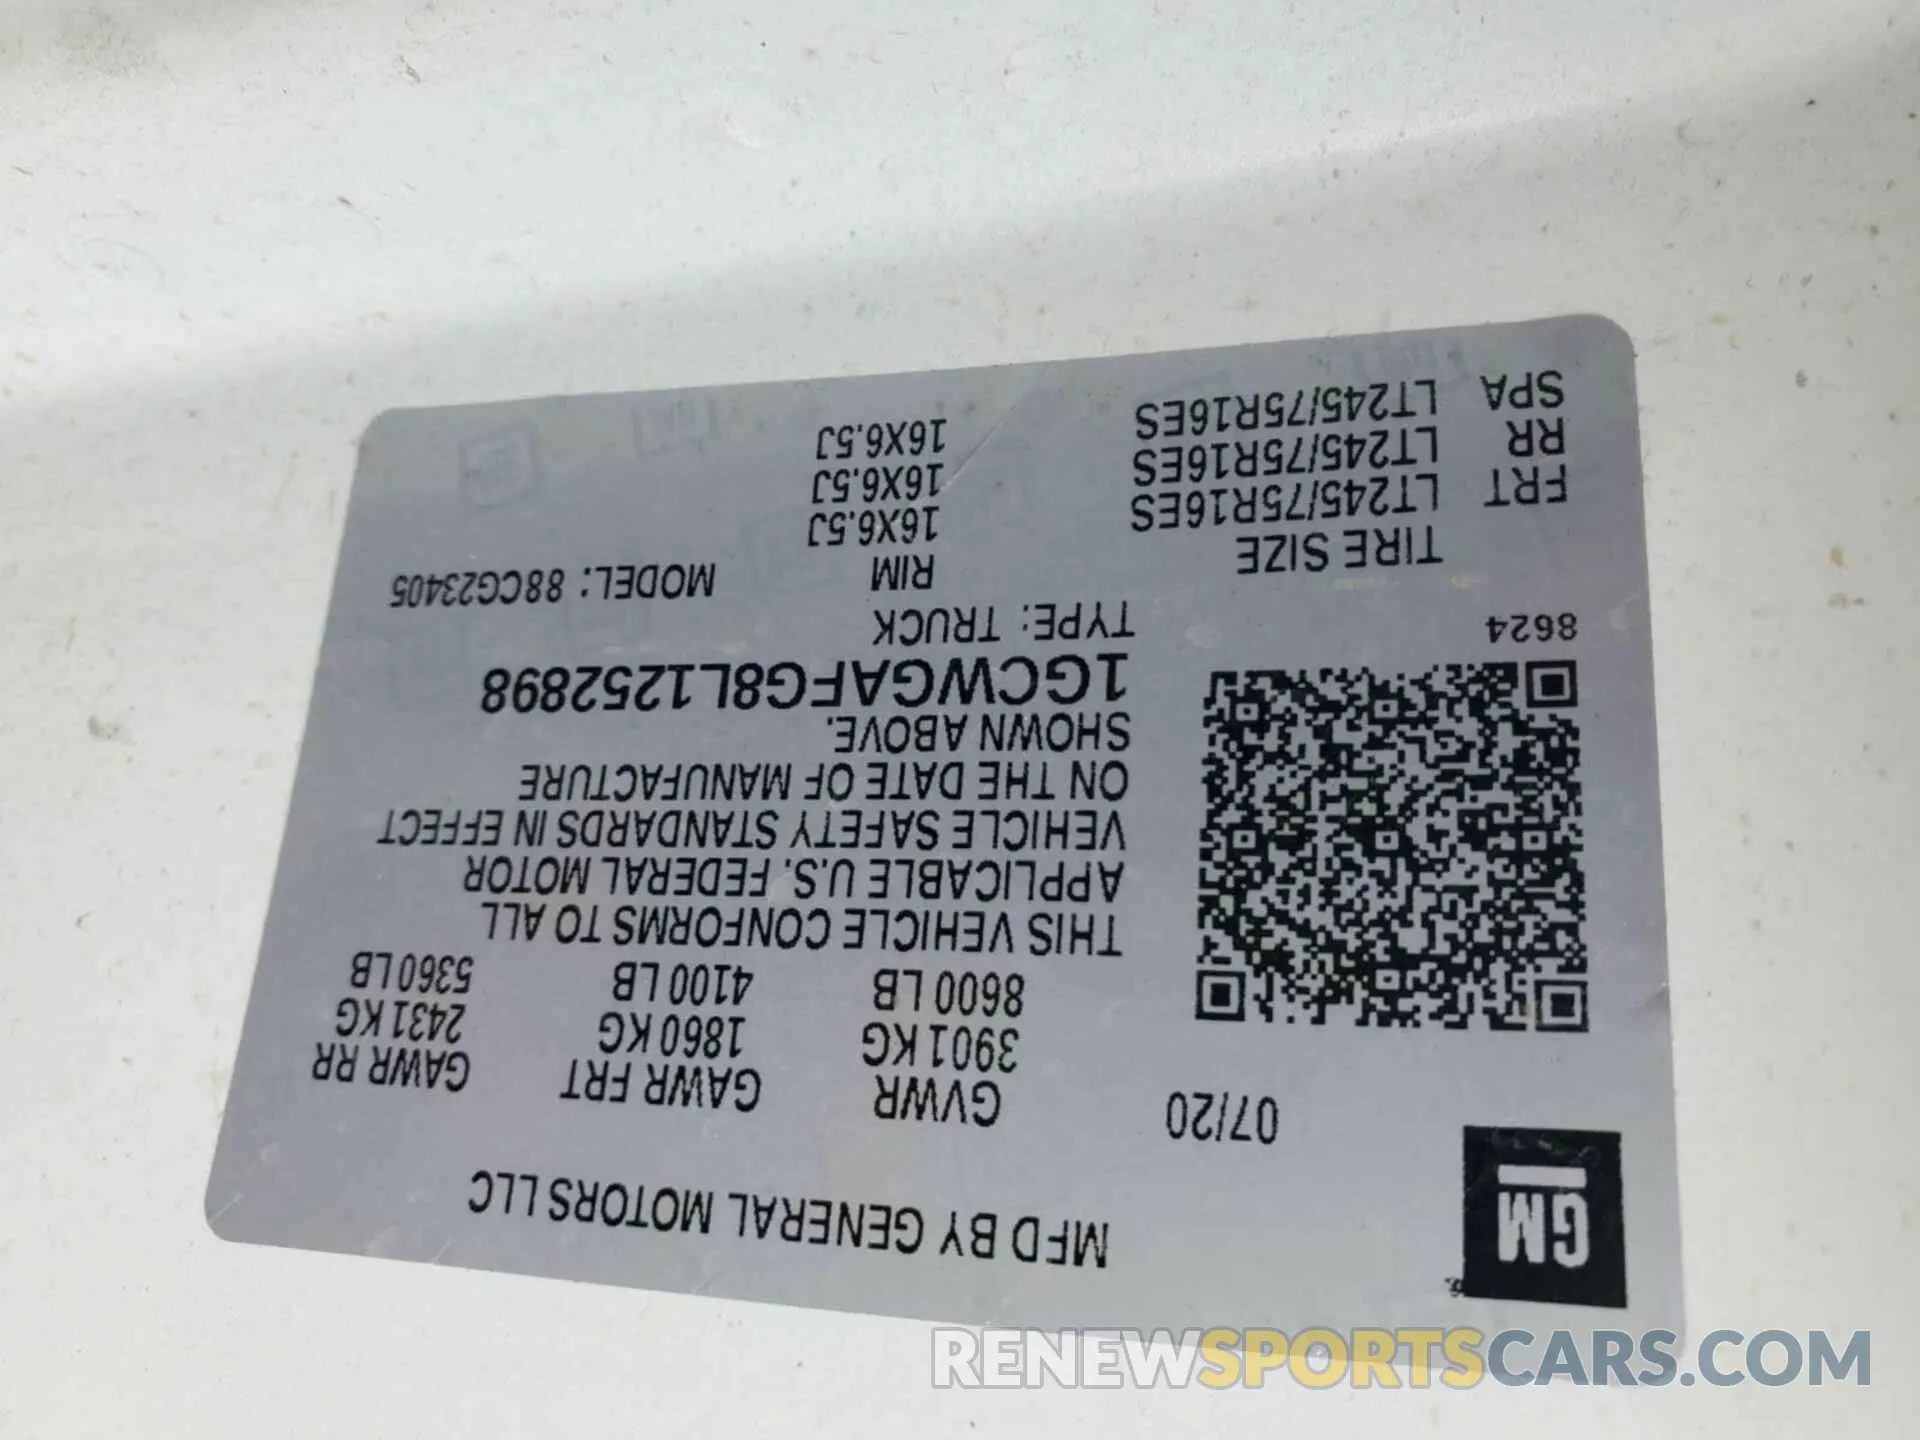 GM
MFD BY GENERAL MOTORS LLC
07/20
GVWR GAWR FRT GAWR RR
3901 KG 1860 KG 2431 KG
8600 LB 4100 LB 5360 LB
THIS VEHICLE CONFORMS TO ALL
APPLICABLE U.S. FEDERAL MOTOR
VEHICLE SAFETY STANDARDS IN EFFECT
ON THE DATE OF MANUFACTURE
SHOWN ABOVE.
1GCWGAFG8L1252898
8624
TYPE: TRUCK MODEL: 88CG23405
TIRE SIZE RIM
FRT LT245/75R16ES 16X6.5J
RR LT245/75R16ES 16X6.5J
SPA LT245/75R16ES 16X6.5J
RENEWSPORTSCARS.COM